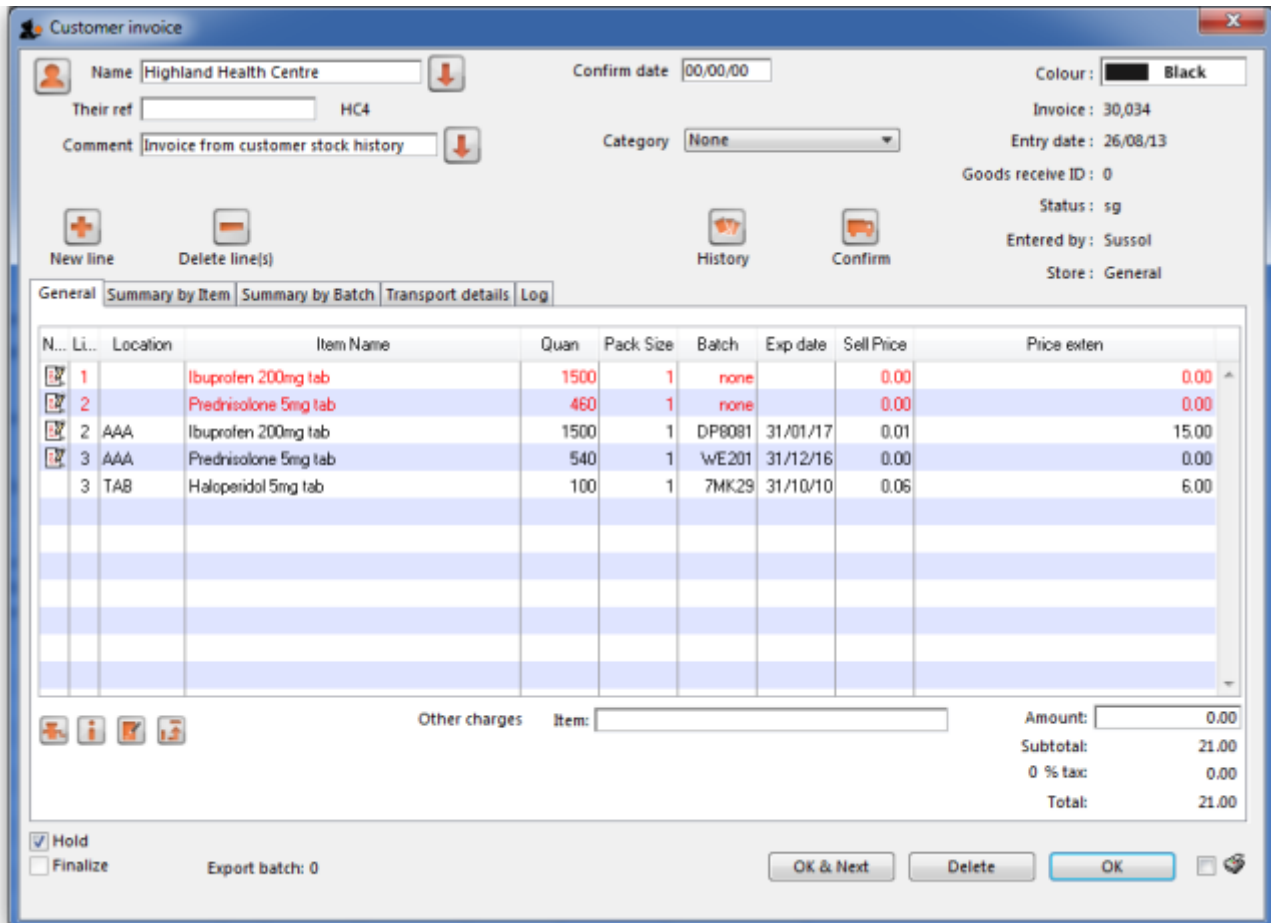 Customer invoice
Name Highland Health Centre Confirm date 00/00/00 Colour: Black
Their ref HC4 Invoice: 30,034
Comment Invoice from customer stock history Category None Entry date: 26/08/13
Goods receive ID: 0
Status: sg
Entered by: Sussol
Store: General
New line Delete line(s) History Confirm
General Summary by Item Summary by Batch Transport details Log
N... Li... Location Item Name Quan Pack Size Batch Exp date Sell Price Price exten
1 Ibuprofen 200mg tab 1500 1 none 0.00 0.00
2 Prednisolone 5mg tab 460 1 none 0.00 0.00
2 AAA Ibuprofen 200mg tab 1500 1 DP8081 31/01/17 0.01 15.00
3 AAA Prednisolone 5mg tab 540 1 WE201 31/12/16 0.00 0.00
3 TAB Haloperidol 5mg tab 100 1 7MK29 31/10/10 0.06 6.00
Other charges Item: Amount: 0.00
Subtotal: 21.00
0 % tax: 0.00
Total: 21.00
Hold
Finalize Export batch: 0 OK & Next Delete OK